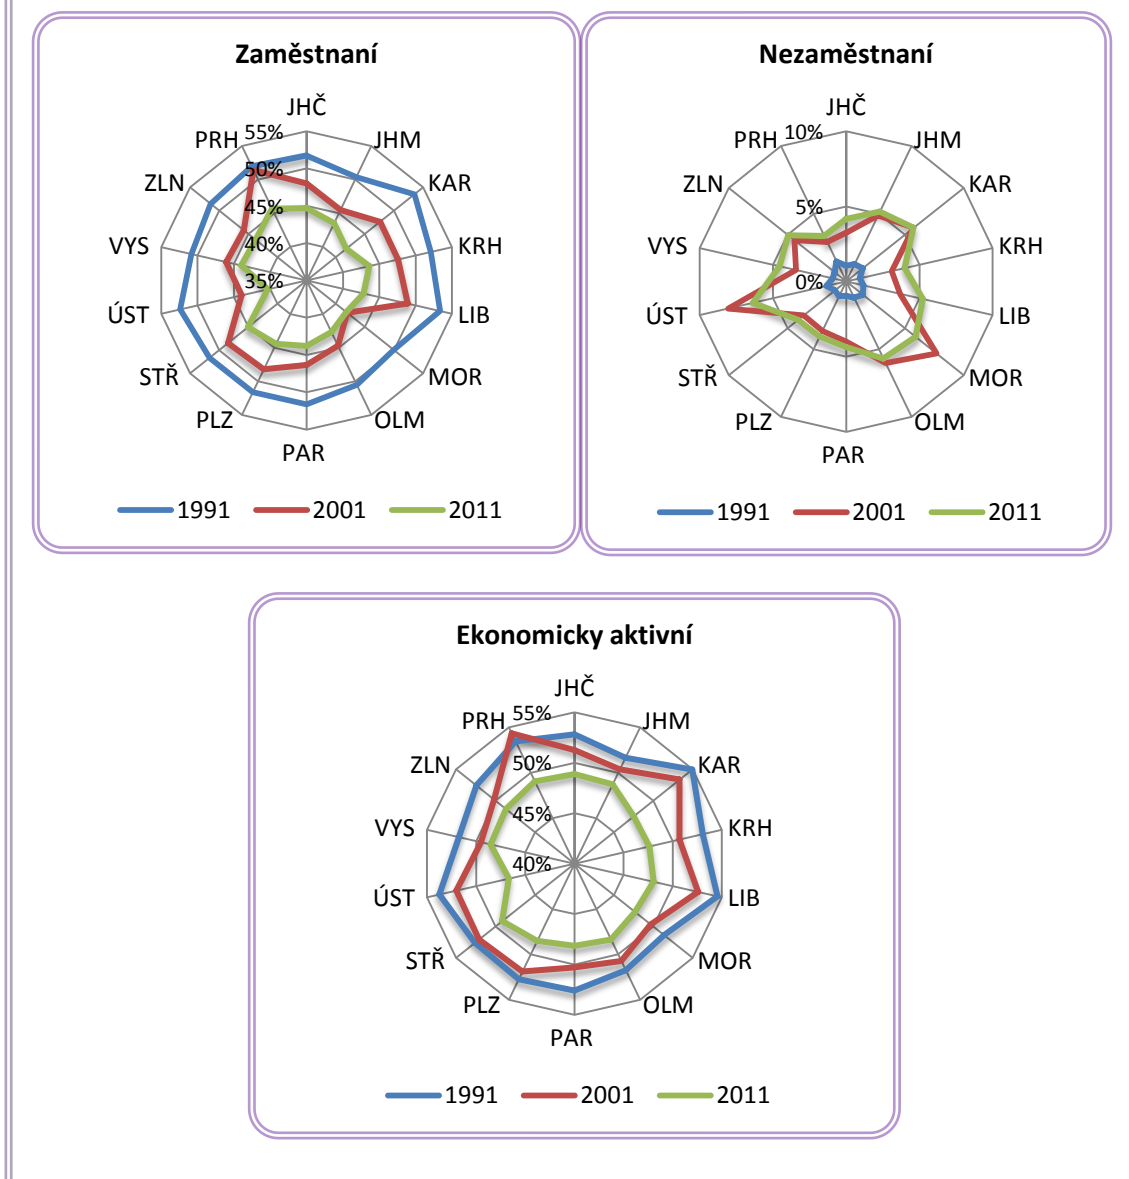 Zaměstnaní
JHČ
JHM
KAR
KRH
LIB
MOR
OLM
PAR
PLZ
STŘ
ÚST
VYS
ZLN
PRH
55%
50%
45%
40%
35%
1991 2001 2011
Nezaměstnaní
JHČ
JHM
KAR
KRH
LIB
MOR
OLM
PAR
PLZ
STŘ
ÚST
VYS
ZLN
PRH
10%
5%
0%
1991 2001 2011
Ekonomicky aktivní
JHČ
JHM
KAR
KRH
LIB
MOR
OLM
PAR
PLZ
STŘ
ÚST
VYS
ZLN
PRH
55%
50%
45%
40%
1991 2001 2011